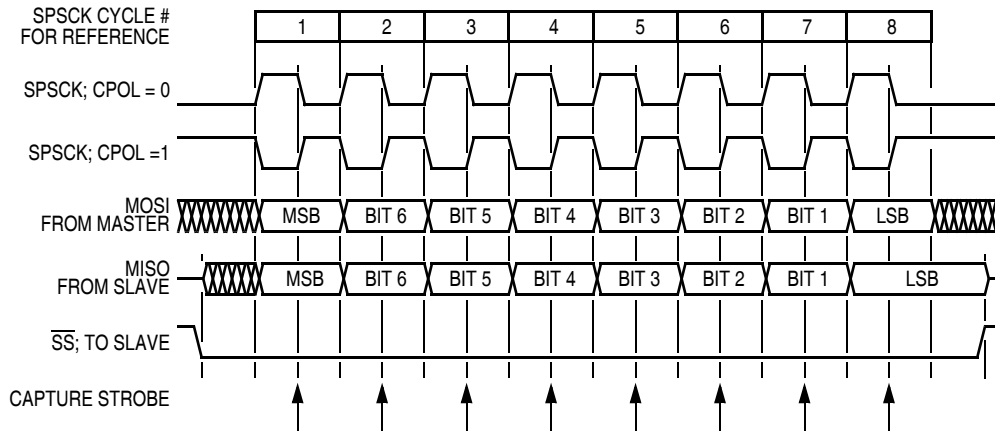 SPSCK CYCLE #
FOR REFERENCE
1 2 3 4 5 6 7 8
SPSCK; CPOL = 0
SPSCK; CPOL =1
MOSI
FROM MASTER
MSB BIT 6 BIT 5 BIT 4 BIT 3 BIT 2 BIT 1 LSB
MISO
FROM SLAVE
MSB BIT 6 BIT 5 BIT 4 BIT 3 BIT 2 BIT 1 LSB
SS; TO SLAVE
CAPTURE STROBE